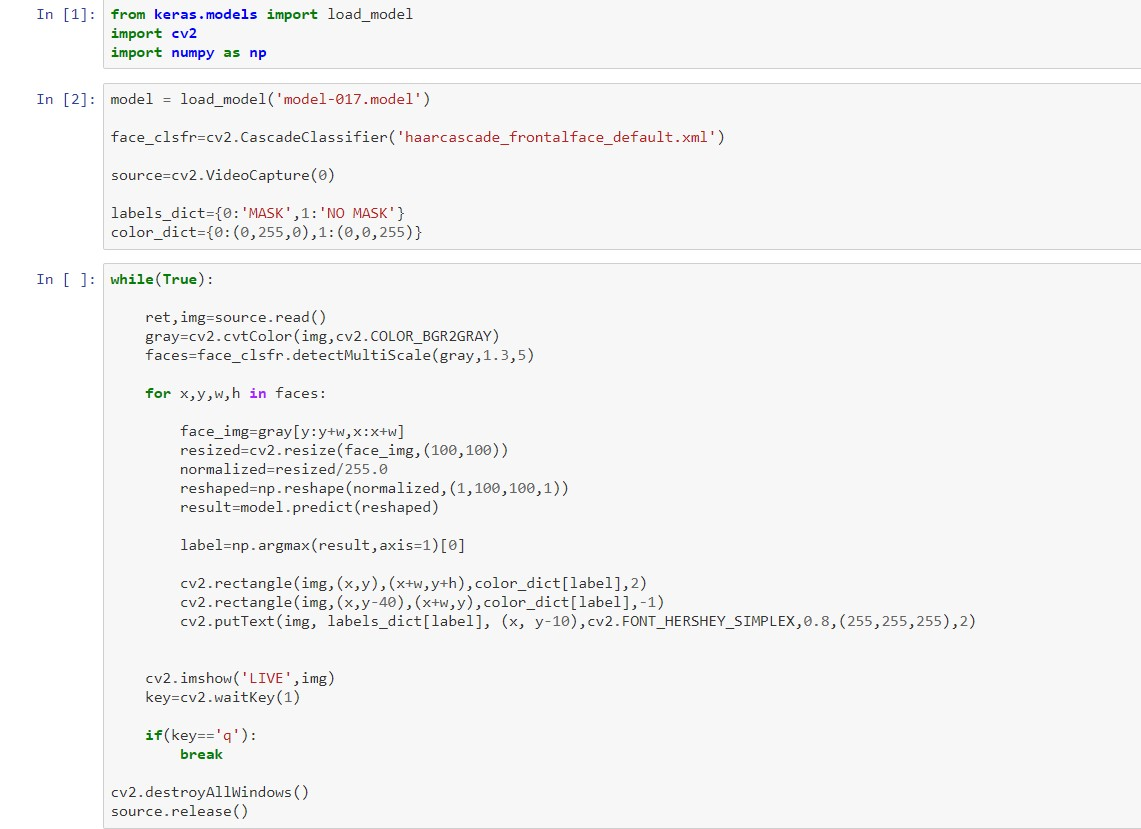 In [1]: from keras.models import load_model
import cv2
import numpy as np
In [2]: model = load_model('model-017.model')
face_clsfr=cv2.CascadeClassifier('haarcascade_frontalface_default.xml')
source=cv2.VideoCapture(0)
labels_dict={0:'MASK',1:'NO MASK'}
color_dict={0:(0,255,0),1:(0,0,255)}
In [ ]: while(True):
    ret,img=source.read()
    gray=cv2.cvtColor(img,cv2.COLOR_BGR2GRAY)
    faces=face_clsfr.detectMultiScale(gray,1.3,5)
    for x,y,w,h in faces:
        face_img=gray[y:y+w,x:x+w]
        resized=cv2.resize(face_img,(100,100))
        normalized=resized/255.0
        reshaped=np.reshape(normalized,(1,100,100,1))
        result=model.predict(reshaped)
        label=np.argmax(result,axis=1)[0]
        cv2.rectangle(img,(x,y),(x+w,y+h),color_dict[label],2)
        cv2.rectangle(img,(x,y-40),(x+w,y),color_dict[label],-1)
        cv2.putText(img, labels_dict[label], (x, y-10),cv2.FONT_HERSHEY_SIMPLEX,0.8,(255,255,255),2)
    cv2.imshow('LIVE',img)
    key=cv2.waitKey(1)
    if(key=='q'):
        break
cv2.destroyAllWindows()
source.release()